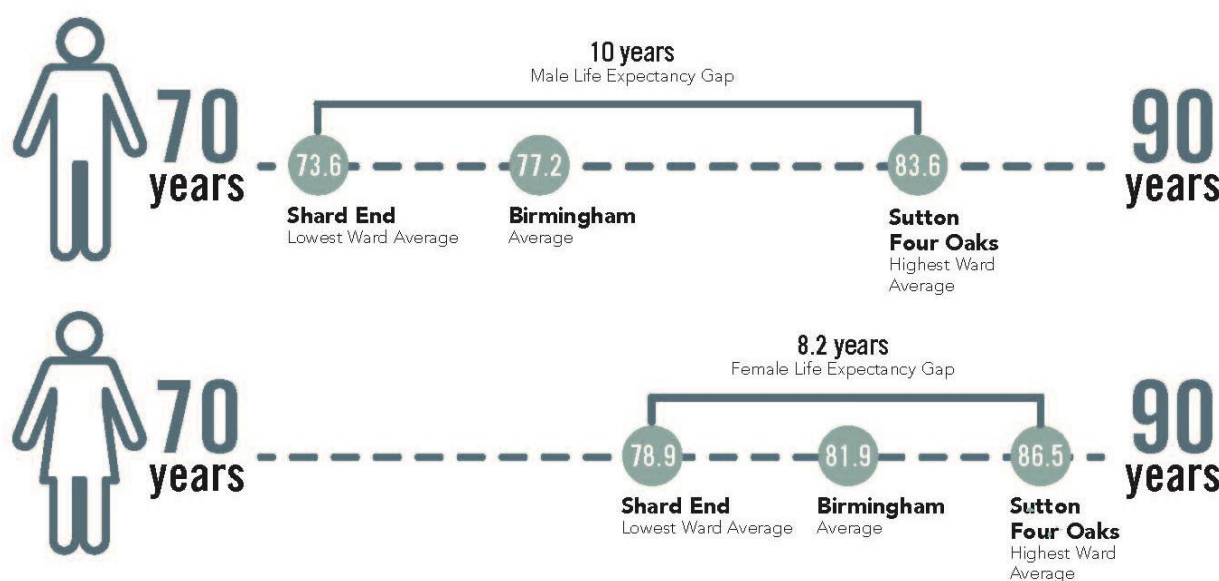 10 years
Male Life Expectancy Gap
70
years
73.6
77.2
83.6
90
years
Shard End
Lowest Ward Average
Birmingham
Average
Sutton
Four Oaks
Highest Ward
Average
8.2 years
Female Life Expectancy Gap
70
years
78.9
81.9
86.5
90
years
Shard End
Lowest Ward Average
Birmingham
Average
Sutton
Four Oaks
Highest Ward
Average